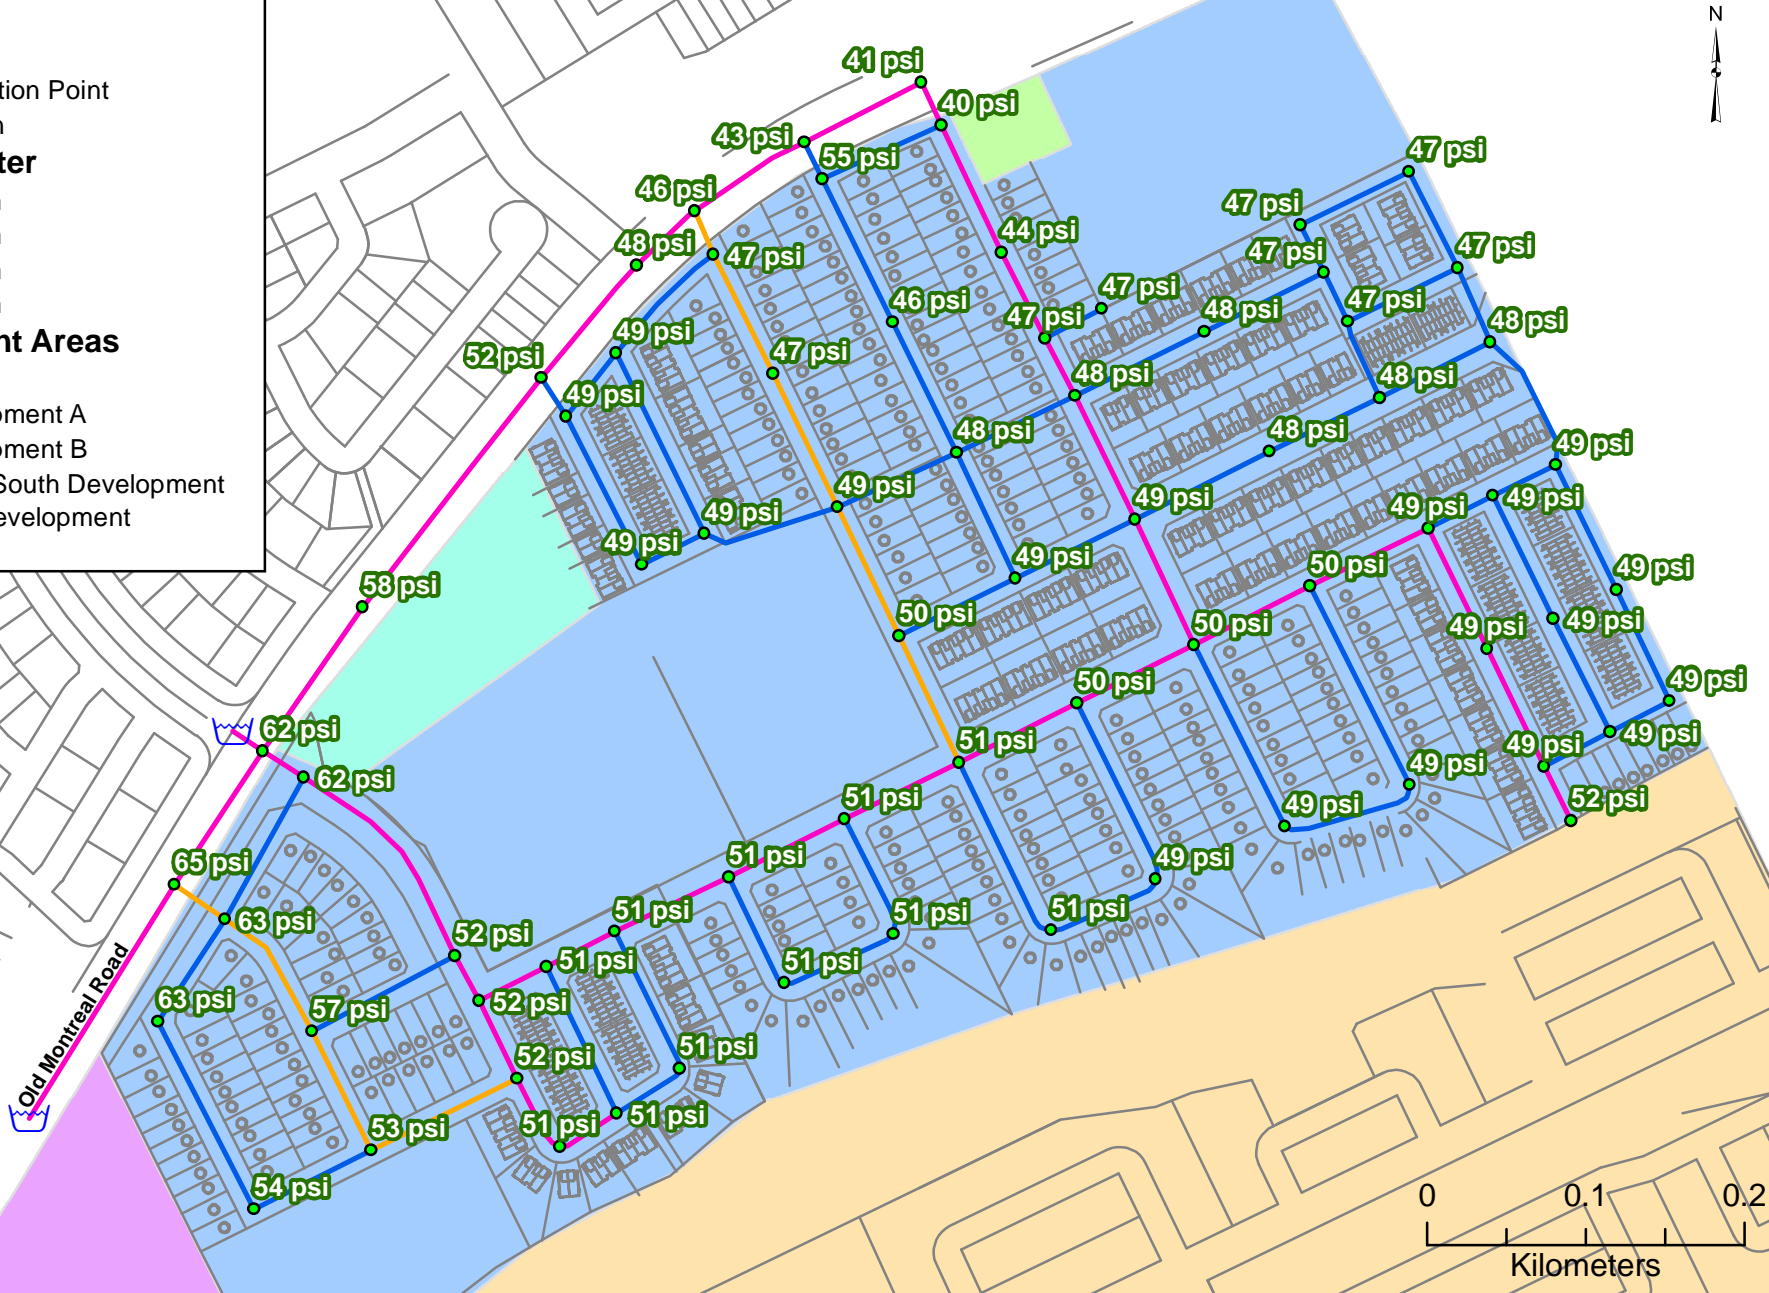 tion Point
n
ter
n
n
n
n
nt Areas
oment A
oment B
South Development
evelopment
N
41 psi
40 psi
43 psi
55 psi
47 psi
46 psi
47 psi
48 psi
47 psi
44 psi
47 psi
47 psi
47 psi
46 psi
47 psi
48 psi
47 psi
48 psi
49 psi
47 psi
52 psi
47 psi
49 psi
48 psi
48 psi
48 psi
48 psi
49 psi
49 psi
49 psi
49 psi
49 psi
49 psi
49 psi
49 psi
49 psi
50 psi
58 psi
49 psi
50 psi
50 psi
49 psi
49 psi
50 psi
49 psi
62 psi
51 psi
49 psi
49 psi
62 psi
49 psi
51 psi
49 psi
52 psi
51 psi
49 psi
65 psi
51 psi
51 psi
51 psi
63 psi
52 psi
51 psi
51 psi
Old Montreal Road
63 psi
57 psi
52 psi
51 psi
52 psi
53 psi
51 psi
51 psi
54 psi
0 0.1 0.2
Kilometers